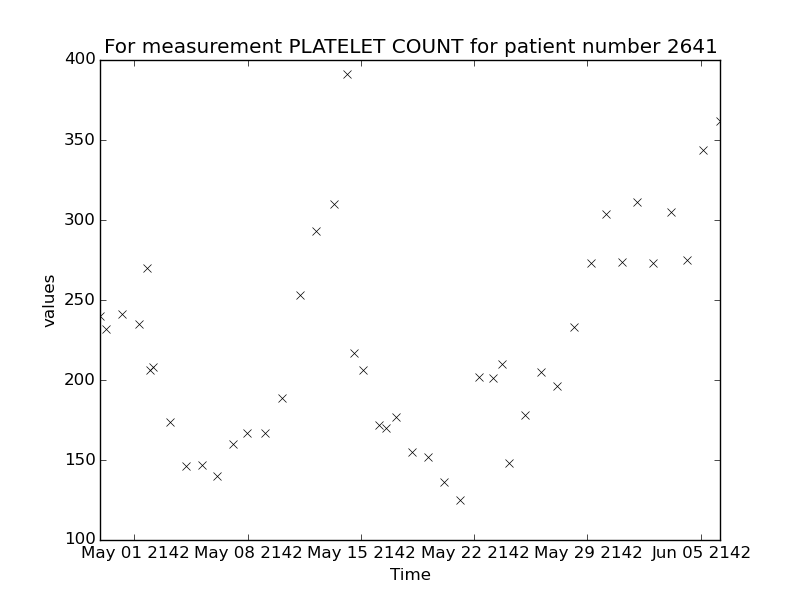 For measurement PLATELET COUNT for patient number 2641
400
350
300
250
200
150
100
values
May 01 2142 May 08 2142 May 15 2142 May 22 2142 May 29 2142 Jun 05 2142
Time